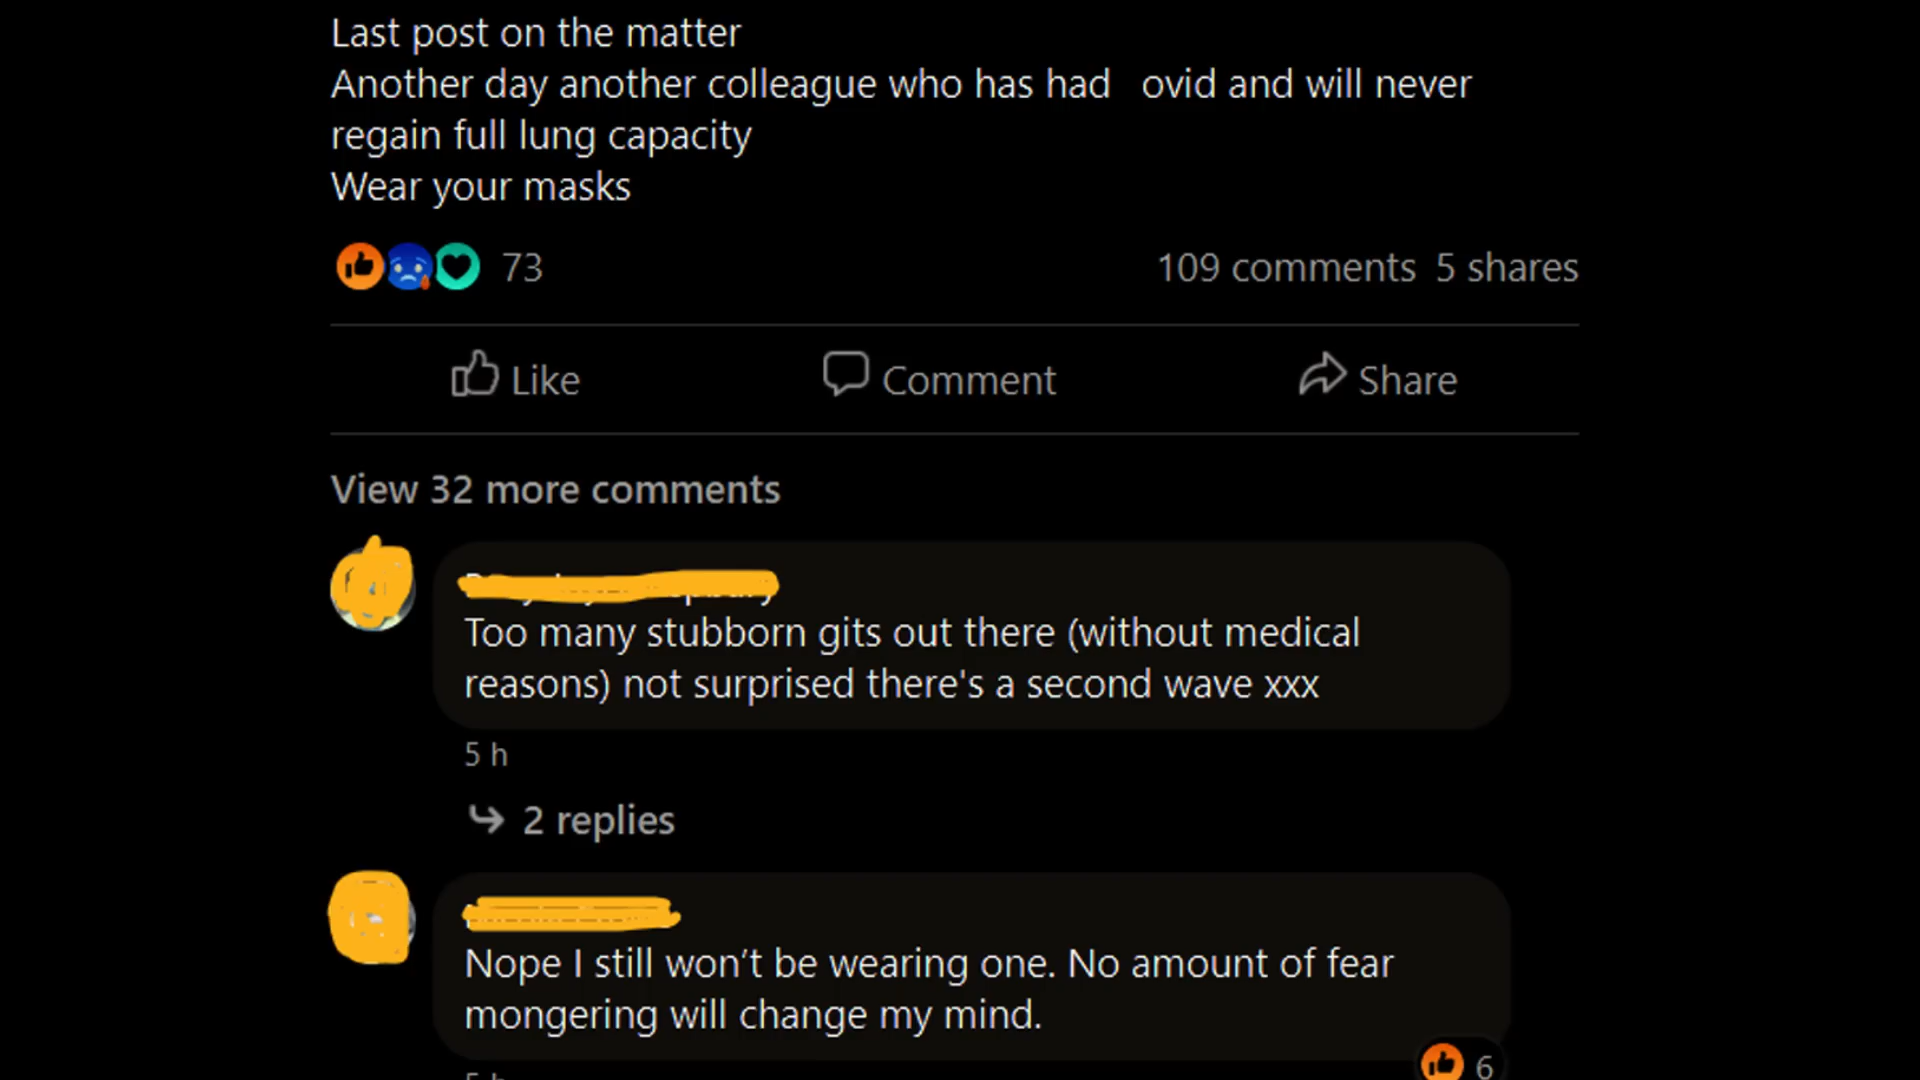 Last post on the matter
Another day another colleague who has had ovid and will never
regain full lung capacity
Wear your masks
73
109 comments 5 shares
Like
Comment
Share
View 32 more comments
Too many stubborn gits out there (without medical
reasons) not surprised there's a second wave xxx
5 h
2 replies
Nope I still won’t be wearing one. No amount of fear
mongering will change my mind.
6